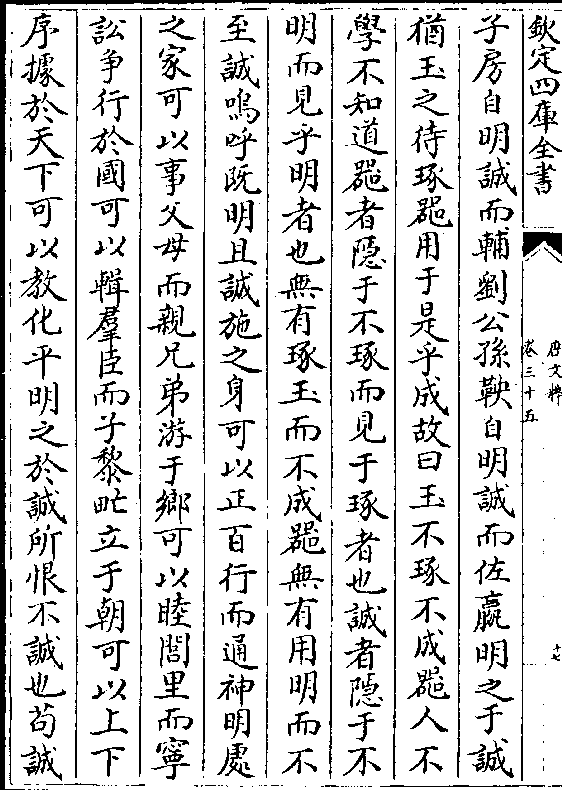 欽定四庫全書
唐文粹
卷三十五
十七
子房自明誠而輔劉公孫鞅自明誠而佐嬴明之于誠
猶玉之待琢器用于是乎成故曰玉不琢不成器人不
學不知道器者隱于不琢而見于琢者也誠者隱于不
明而見乎明者也無有琢玉而不成器無有用明而不
至誠嗚呼既明且誠施之身可以正百行而通神明處
之家可以事父母而親兄弟游于鄉可以睦閭里而寧
訟争行於國可以輯羣臣而子黎甿立于朝可以上下
序據於天下可以教化平明之於誠所恨不誠也苟誠